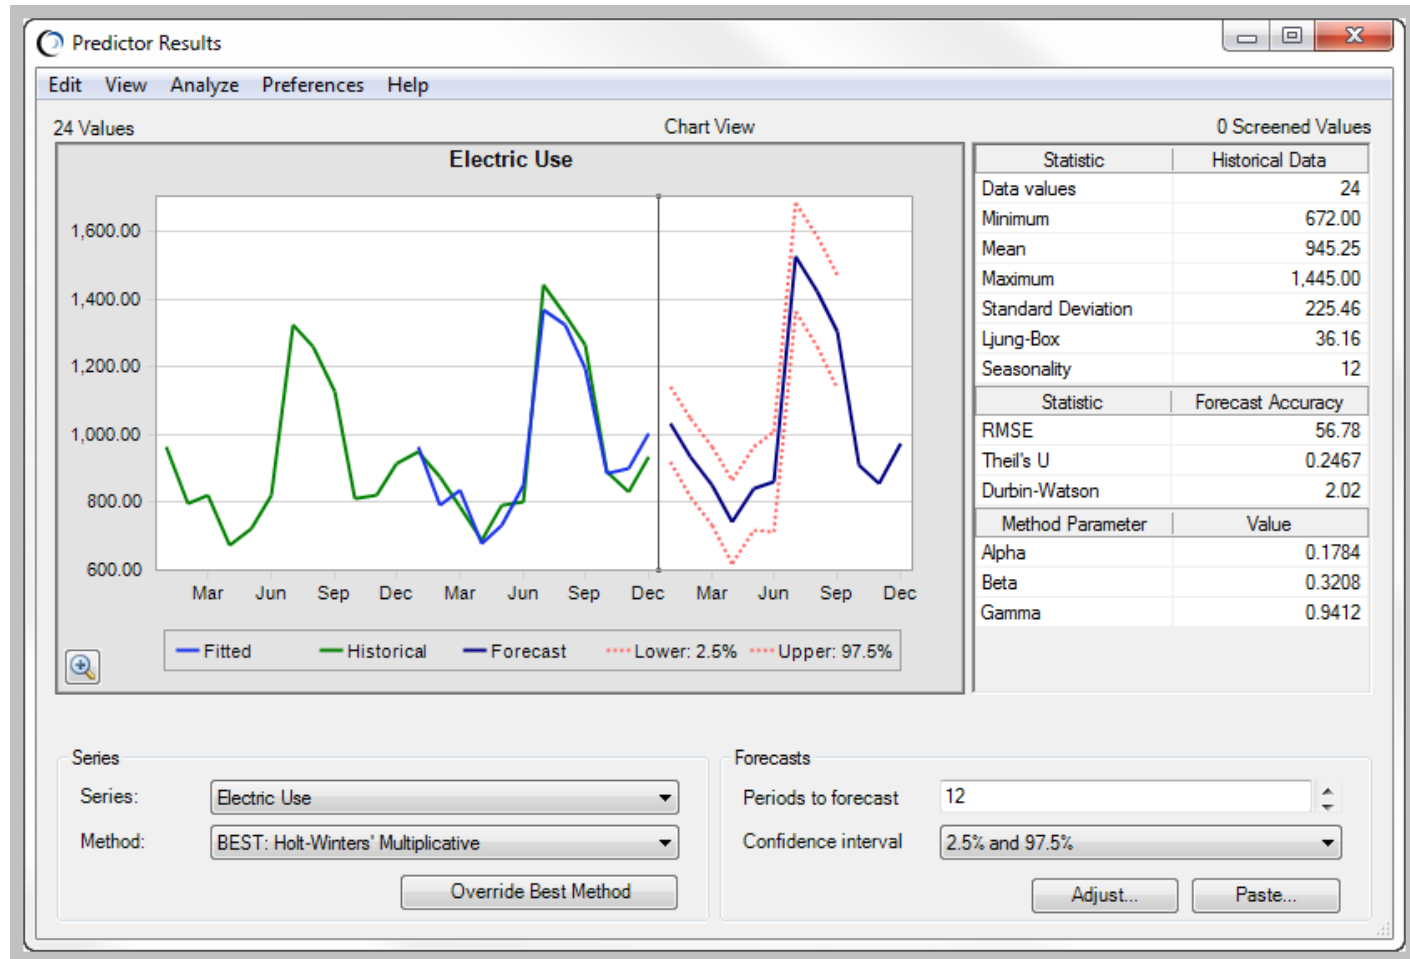 Predictor Results
Edit View Analyze Preferences Help
24 Values Chart View 0 Screened Values
Electric Use
1,600.00
1,400.00
1,200.00
1,000.00
800.00
600.00
Mar Jun Sep Dec Mar Jun Sep Dec Mar Jun Sep Dec
Fitted Historical Forecast Lower: 2.5% Upper: 97.5%
Statistic Historical Data
Data values 24
Minimum 672.00
Mean 945.25
Maximum 1,445.00
Standard Deviation 225.46
Ljung-Box 36.16
Seasonality 12
Statistic Forecast Accuracy
RMSE 56.78
Theil's U 0.2467
Durbin-Watson 2.02
Method Parameter Value
Alpha 0.1784
Beta 0.3208
Gamma 0.9412
Series
Series: Electric Use
Method: BEST: Holt-Winters' Multiplicative
Override Best Method
Forecasts
Periods to forecast 12
Confidence interval 2.5% and 97.5%
Adjust... Paste...